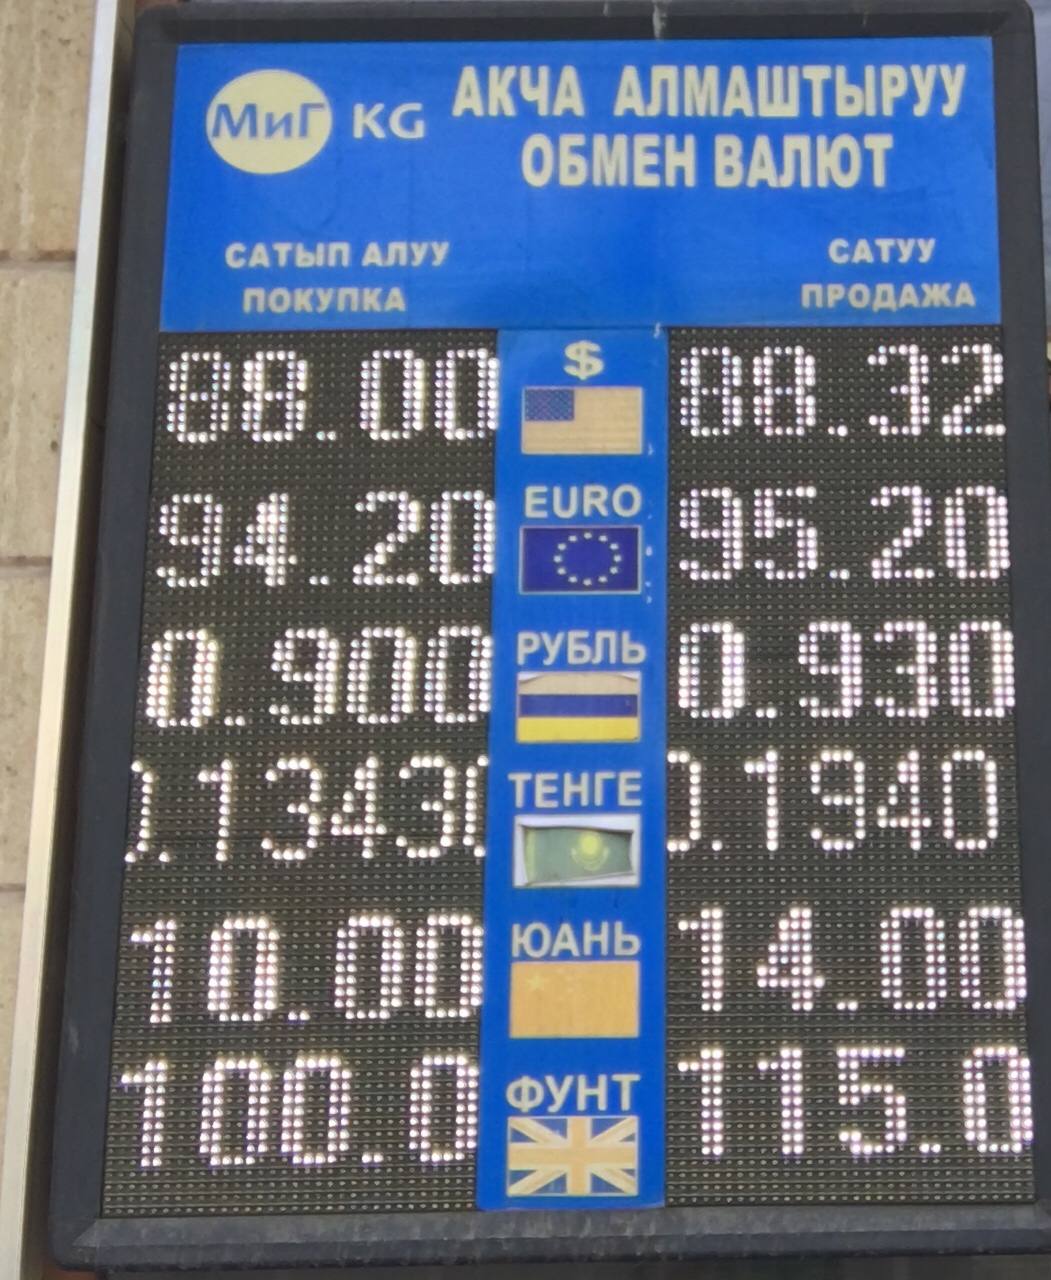 МиГ KG АКЧА АЛМАШТЫРУУ
ОБМЕН ВАЛЮТ
САТЫП АЛУУ САТУУ
ПОКУПКА ПРОДАЖА
88.00 $ 88.32
94.20 EURO 95.20
0.900 РУБЛЬ 0.930
0.13430 ТЕНГЕ 0.1940
10.00 ЮАНЬ 14.00
100.0 ФУНТ 115.0